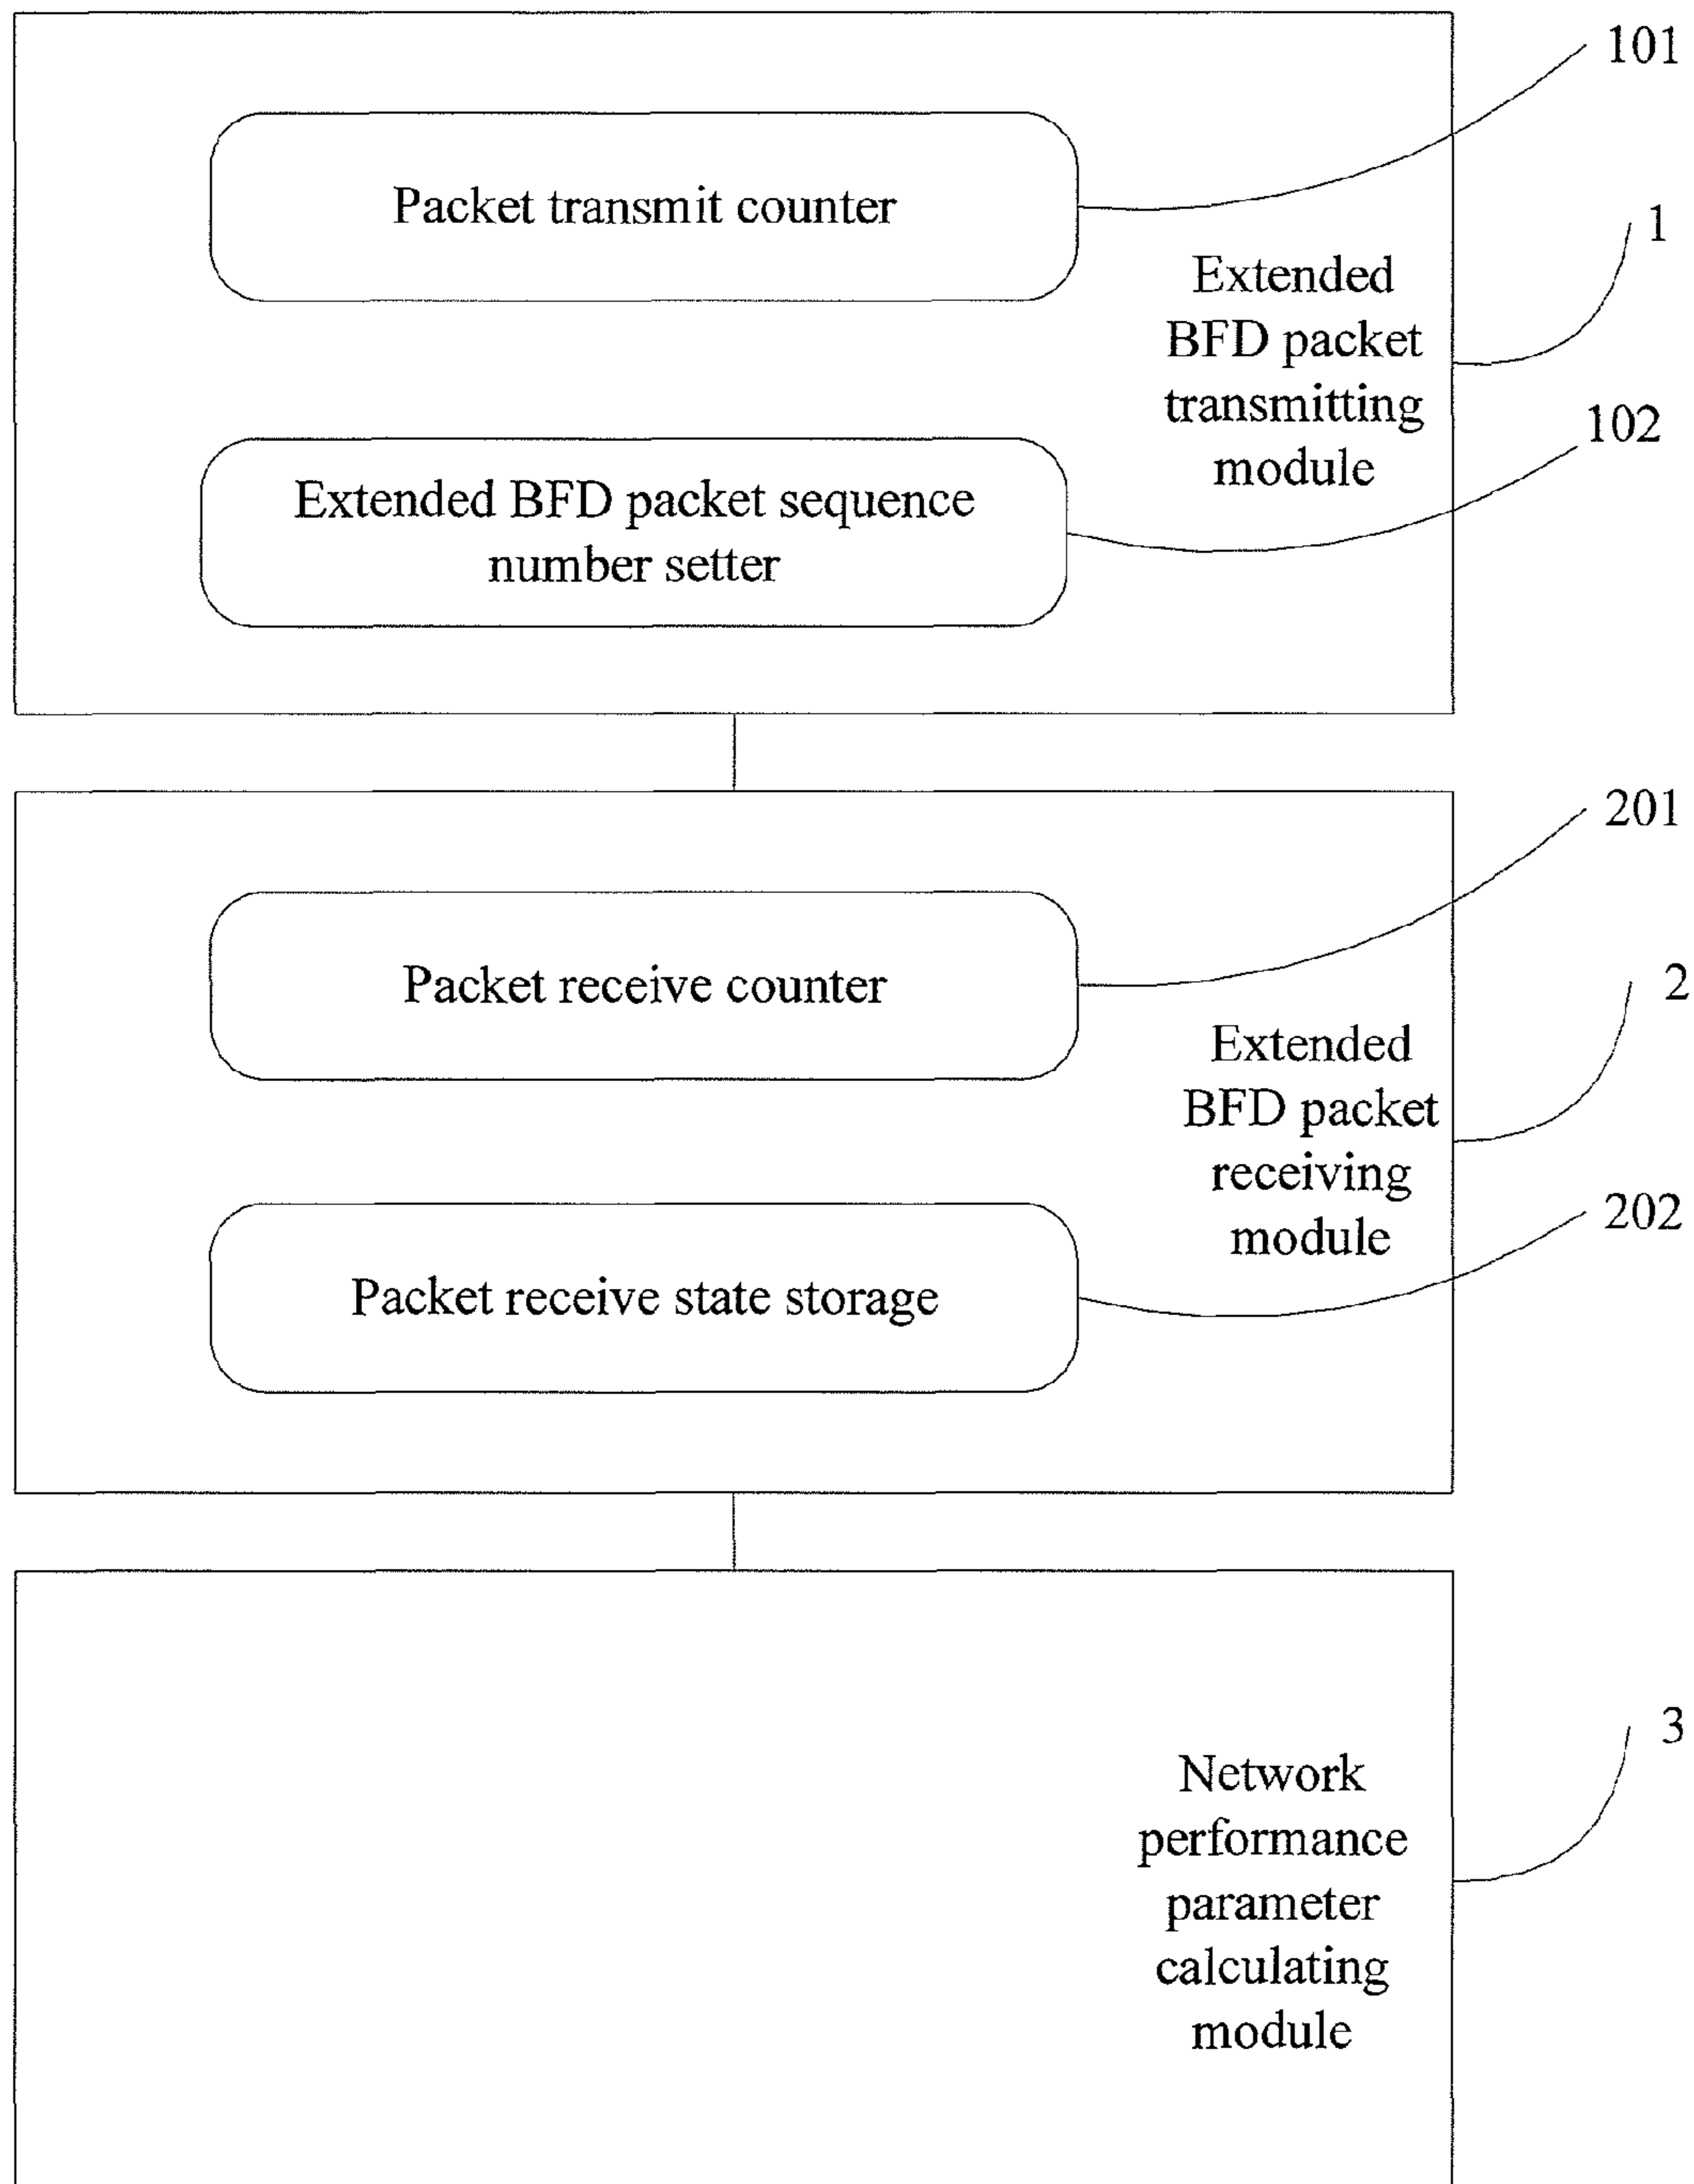 101
Packet transmit counter
1
Extended
BFD packet
transmitting
module
102
Extended BFD packet sequence
number setter
201
Packet receive counter
2
Extended
BFD packet
receiving
module
202
Packet receive state storage
3
Network
performance
parameter
calculating
module